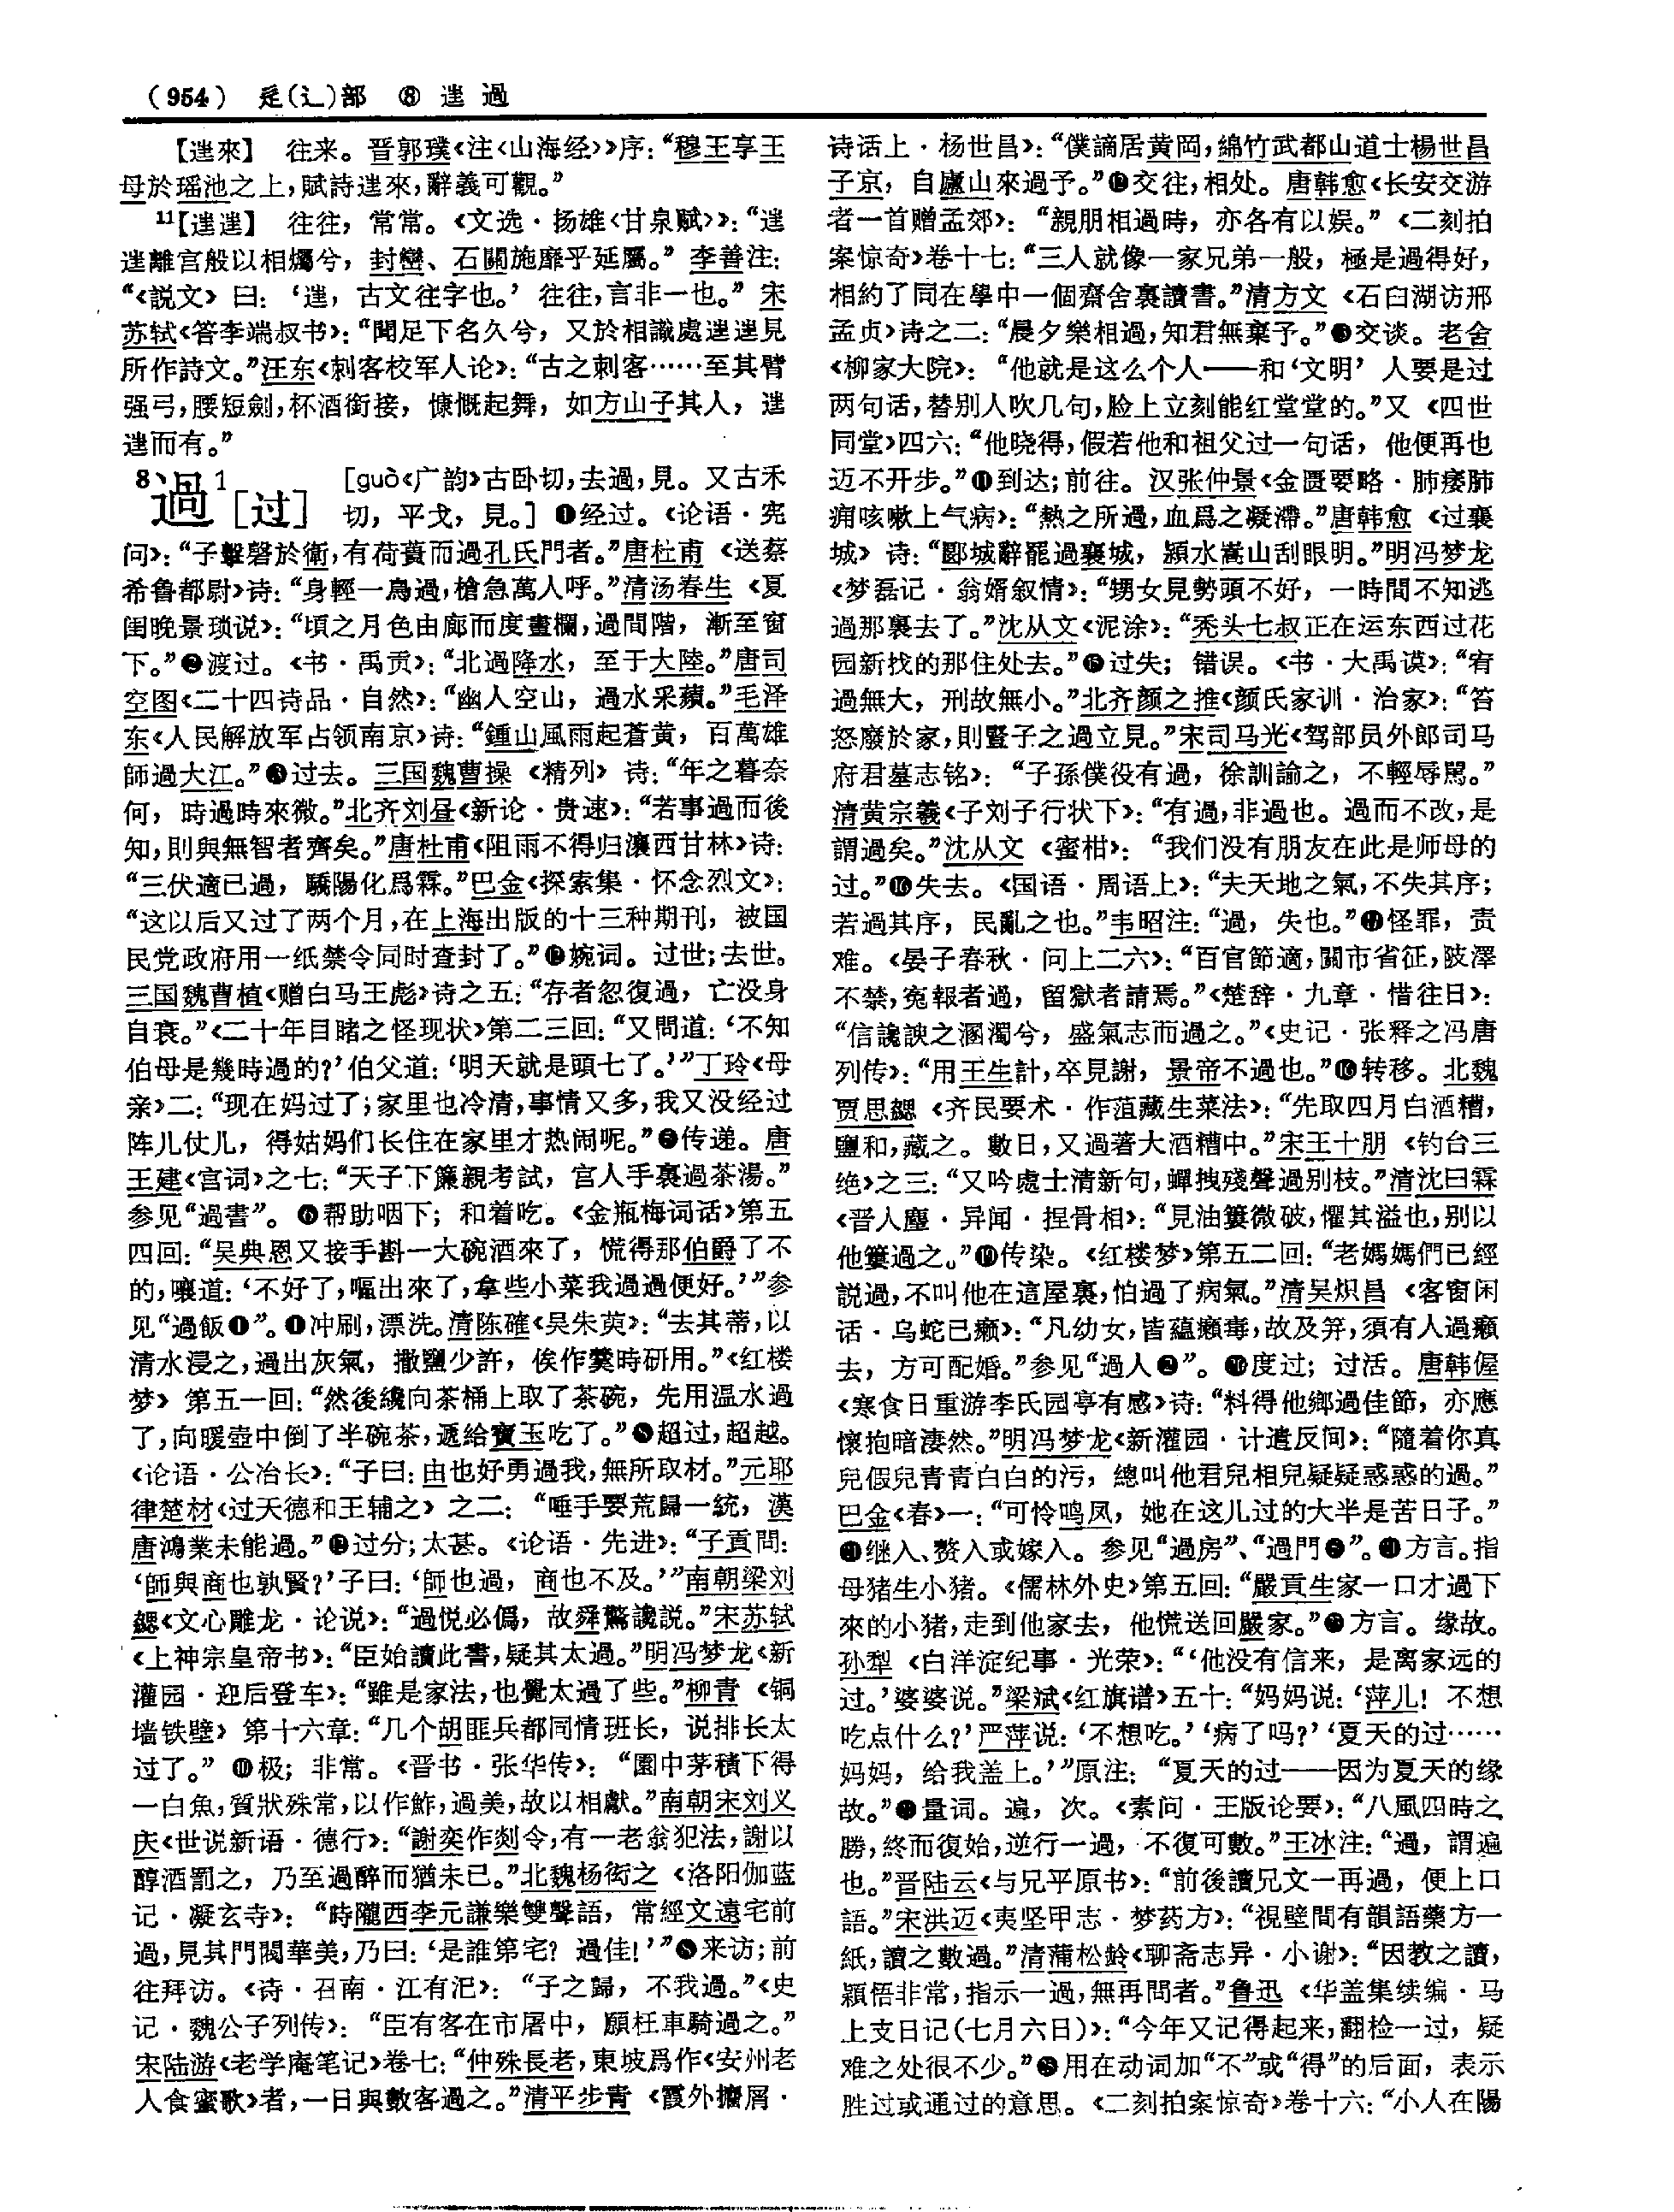 （954） 辵(辶)部 ⑧ 𨓹 過
【𨓹來】 往来。晋郭璞《注〈山海经〉》序：“穆王享王
母於瑶池之上，賦詩𨓹來，辭義可觀。”
11【𨓹𨓹】 往往，常常。《文选·扬雄〈甘泉赋〉》：“𨓹
𨓹離宫般以相爥兮，封巒、石關施靡乎延屬。”李善注：
“《説文》曰：‘𨓹，古文往字也。’往往，言非一也。”宋
苏轼《答李端叔书》：“聞足下名久兮，又於相識處𨓹𨓹見
所作詩文。”汪东《刺客校军人论》：“古之刺客……至其臂
强弓，腰短劍，杯酒銜接，慷慨起舞，如方山子其人，𨓹
𨓹而有。”
8過1［过］ ［guò《广韵》古卧切，去過，見。又古禾
切，平戈，見。］❶经过。《论语·宪
问》：“子擊磬於衛，有荷蕢而過孔氏門者。”唐杜甫《送蔡
希鲁都尉》诗：“身輕一鳥過，槍急萬人呼。”清汤春生《夏
闺晚景琐说》：“頃之月色由廊而度畫欄，過間階，漸至窗
下。”❷渡过。《书·禹贡》：“北過降水，至于大陸。”唐司
空图《二十四诗品·自然》：“幽人空山，過水采蘋。”毛泽
东《人民解放军占领南京》诗：“鍾山風雨起蒼黄，百萬雄
師過大江。”❸过去。三国魏曹操《精列》诗：“年之暮奈
何，時過時來微。”北齐刘昼《新论·贵速》：“若事過而後
知，則與無智者齊矣。”唐杜甫《阻雨不得归瀼西甘林》诗：
“三伏適已過，驕陽化爲霖。”巴金《探索集·怀念烈文》：
“这以后又过了两个月，在上海出版的十三种期刊，被国
民党政府用一纸禁令同时查封了。”❹婉词。过世；去世。
三国魏曹植《赠白马王彪》诗之五：“存者忽復過，亡没身
自衰。”《二十年目睹之怪现状》第二三回：“又問道：‘不知
伯母是幾時過的？’伯父道：‘明天就是頭七了。’”丁玲《母
亲》二：“现在妈过了；家里也冷清，事情又多，我又没经过
阵儿仗儿，得姑妈们长住在家里才热闹呢。”❺传递。唐
王建《宫词》之七：“天子下簾親考試，宫人手裏過茶湯。”
参见“過書”。❻帮助咽下；和着吃。《金瓶梅词话》第五
四回：“吴典恩又接手斟一大碗酒來了，慌得那伯爵了不
的，嚷道：‘不好了，嘔出來了，拿些小菜我過過便好。’”参
见“過飯❶”。❼冲刷，漂洗。清陈確《吴朱萸》：“去其蒂，以
清水浸之，過出灰氣，撒鹽少許，俟作羹時研用。”《红楼
梦》第五一回：“然後纔向茶桶上取了茶碗，先用温水過
了，向暖壺中倒了半碗茶，遞給寶玉吃了。”❽超过，超越。
《论语·公冶长》：“子曰：由也好勇過我，無所取材。”元耶
律楚材《过天德和王辅之》之二：“唾手要荒歸一統，漢
唐鴻業未能過。”❾过分；太甚。《论语·先进》：“子貢問：
‘師與商也孰賢？’子曰：‘師也過，商也不及。’”南朝梁刘
勰《文心雕龙·论说》：“過悦必僞，故舜驚讒説。”宋苏轼
《上神宗皇帝书》：“臣始讀此書，疑其太過。”明冯梦龙《新
灌园·迎后登车》：“雖是家法，也覺太過了些。”柳青《铜
墙铁壁》第十六章：“几个胡匪兵都同情班长，说排长太
过了。”❿极；非常。《晋书·张华传》：“園中茅積下得
一白魚，質狀殊常，以作鮓，過美，故以相獻。”南朝宋刘义
庆《世说新语·德行》：“謝奕作剡令，有一老翁犯法，謝以
醇酒罰之，乃至過醉而猶未已。”北魏杨衒之《洛阳伽蓝
记·凝玄寺》：“時隴西李元謙樂雙聲語，常經文遠宅前
過，見其門閥華美，乃曰：‘是誰第宅？過佳！’”⓫来访；前
往拜访。《诗·召南·江有汜》：“子之歸，不我過。”《史
记·魏公子列传》：“臣有客在市屠中，願枉車騎過之。”
宋陆游《老学庵笔记》卷七：“仲殊長老，東坡爲作《安州老
人食蜜歌》者，一日與數客過之。”清平步青《霞外攟屑·
诗话上·杨世昌》：“僕謫居黄岡，綿竹武都山道士楊世昌
子京，自廬山來過予。”⓬交往，相处。唐韩愈《长安交游
者一首赠孟郊》：“親朋相過時，亦各有以娱。”《二刻拍
案惊奇》卷十七：“三人就像一家兄弟一般，極是過得好，
相約了同在學中一個齋舍裏讀書。”清方文《石臼湖访邢
孟贞》诗之二：“晨夕樂相過，知君無棄予。”⓭交谈。老舍
《柳家大院》：“他就是这么个人——和‘文明’人要是过
两句话，替别人吹几句，脸上立刻能红堂堂的。”又《四世
同堂》四六：“他晓得，假若他和祖父过一句话，他便再也
迈不开步。”⓮到达；前往。汉张仲景《金匮要略·肺痿肺
痈咳嗽上气病》：“熱之所過，血爲之凝滯。”唐韩愈《过襄
城》诗：“郾城辭罷過襄城，潁水嵩山刮眼明。”明冯梦龙
《梦磊记·翁婿叙情》：“甥女見勢頭不好，一時間不知逃
過那裏去了。”沈从文《泥涂》：“秃头七叔正在运东西过花
园新找的那住处去。”⓯过失；错误。《书·大禹谟》：“宥
過無大，刑故無小。”北齐颜之推《颜氏家训·治家》：“笞
怒廢於家，則豎子之過立見。”宋司马光《驾部员外郎司马
府君墓志铭》：“子孫僕役有過，徐訓諭之，不輕辱駡。”
清黄宗羲《子刘子行状下》：“有過，非過也。過而不改，是
謂過矣。”沈从文《蜜柑》：“我们没有朋友在此是师母的
过。”⓰失去。《国语·周语上》：“夫天地之氣，不失其序；
若過其序，民亂之也。”韦昭注：“過，失也。”⓱怪罪，责
难。《晏子春秋·问上二六》：“百官節適，關市省征，陂澤
不禁，冤報者過，留獄者請焉。”《楚辞·九章·惜往日》：
“信讒諛之溷濁兮，盛氣志而過之。”《史记·张释之冯唐
列传》：“用王生計，卒見謝，景帝不過也。”⓲转移。北魏
贾思勰《齐民要术·作菹藏生菜法》：“先取四月白酒糟，
鹽和，藏之。數日，又過著大酒糟中。”宋王十朋《钓台三
绝》之三：“又吟處士清新句，蟬拽殘聲過别枝。”清沈曰霖
《晋人麈·异闻·捏骨相》：“見油簍微破，懼其溢也，别以
他簍過之。”⓳传染。《红楼梦》第五二回：“老媽媽們已經
説過，不叫他在這屋裏，怕過了病氣。”清吴炽昌《客窗闲
话·乌蛇已癞》：“凡幼女，皆藴癩毒，故及笄，須有人過癩
去，方可配婚。”参见“過人❷”。⓴度过；过活。唐韩偓
《寒食日重游李氏园亭有感》诗：“料得他鄉過佳節，亦應
懷抱暗淒然。”明冯梦龙《新灌园·计遣反间》：“隨着你真
兒假兒青青白白的污，總叫他君兒相兒疑疑惑惑的過。”
巴金《春》一：“可怜鸣凤，她在这儿过的大半是苦日子。”
㉑继入、赘入或嫁入。参见“過房”、“過門❷”。㉒方言。指
母猪生小猪。《儒林外史》第五回：“嚴貢生家一口才過下
來的小猪，走到他家去，他慌送回嚴家。”㉓方言。缘故。
孙犁《白洋淀纪事·光荣》：“‘他没有信来，是离家远的
过。’婆婆说。”梁斌《红旗谱》五十：“妈妈说：‘萍儿！不想
吃点什么？’严萍说：‘不想吃。’‘病了吗？’‘夏天的过……
妈妈，给我盖上。’”原注：“夏天的过——因为夏天的缘
故。”㉔量词。遍，次。《素问·玉版论要》：“八風四時之
勝，終而復始，逆行一過，不復可數。”王冰注：“過，謂遍
也。”晋陆云《与兄平原书》：“前後讀兄文一再過，便上口
語。”宋洪迈《夷坚甲志·梦药方》：“視壁間有韻語藥方一
紙，讀之數過。”清蒲松龄《聊斋志异·小谢》：“因教之讀，
穎悟非常，指示一過，無再問者。”鲁迅《华盖集续编·马
上支日记（七月六日）》：“今年又记得起来，翻检一过，疑
难之处很不少。”㉕用在动词加“不”或“得”的后面，表示
胜过或通过的意思。《二刻拍案惊奇》卷十六：“小人在陽